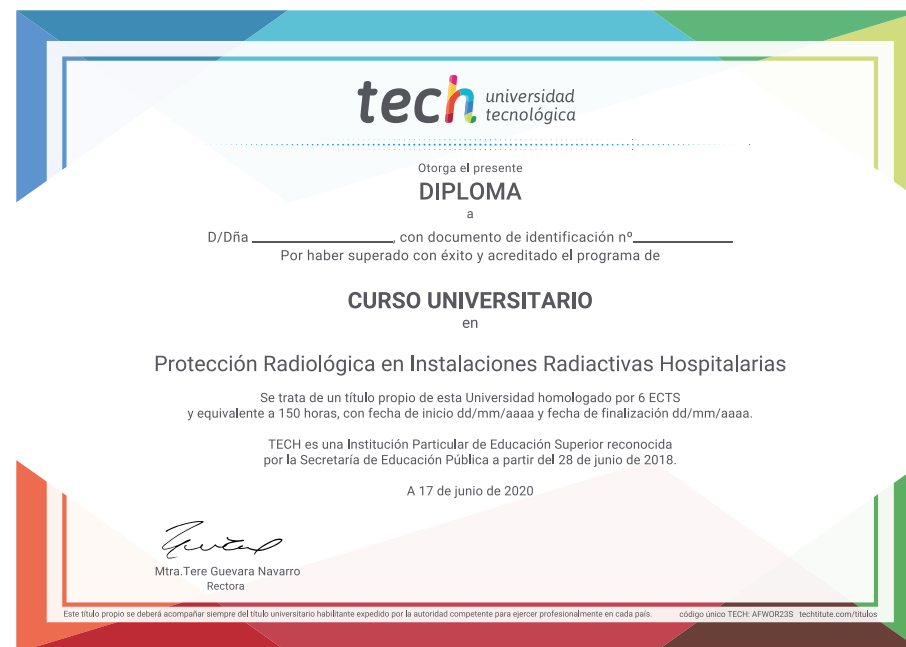 tech universidad
tecnológica
Otorga el presente
DIPLOMA
a
D/Dña ____________________, con documento de identificación nº______________
Por haber superado con éxito y acreditado el programa de
CURSO UNIVERSITARIO
en
Protección Radiológica en Instalaciones Radiactivas Hospitalarias
Se trata de un título propio de esta Universidad homologado por 6 ECTS
y equivalente a 150 horas, con fecha de inicio dd/mm/aaaa y fecha de finalización dd/mm/aaaa.
TECH es una Institución Particular de Educación Superior reconocida
por la Secretaría de Educación Pública a partir del 28 de junio de 2018.
A 17 de junio de 2020
Mtra.Tere Guevara Navarro
Rectora
Este título propio se deberá acompañar siempre del título universitario habilitante expedido por la autoridad competente para ejercer profesionalmente en cada país. código único TECH: AFWOR23S techtitute.com/títulos